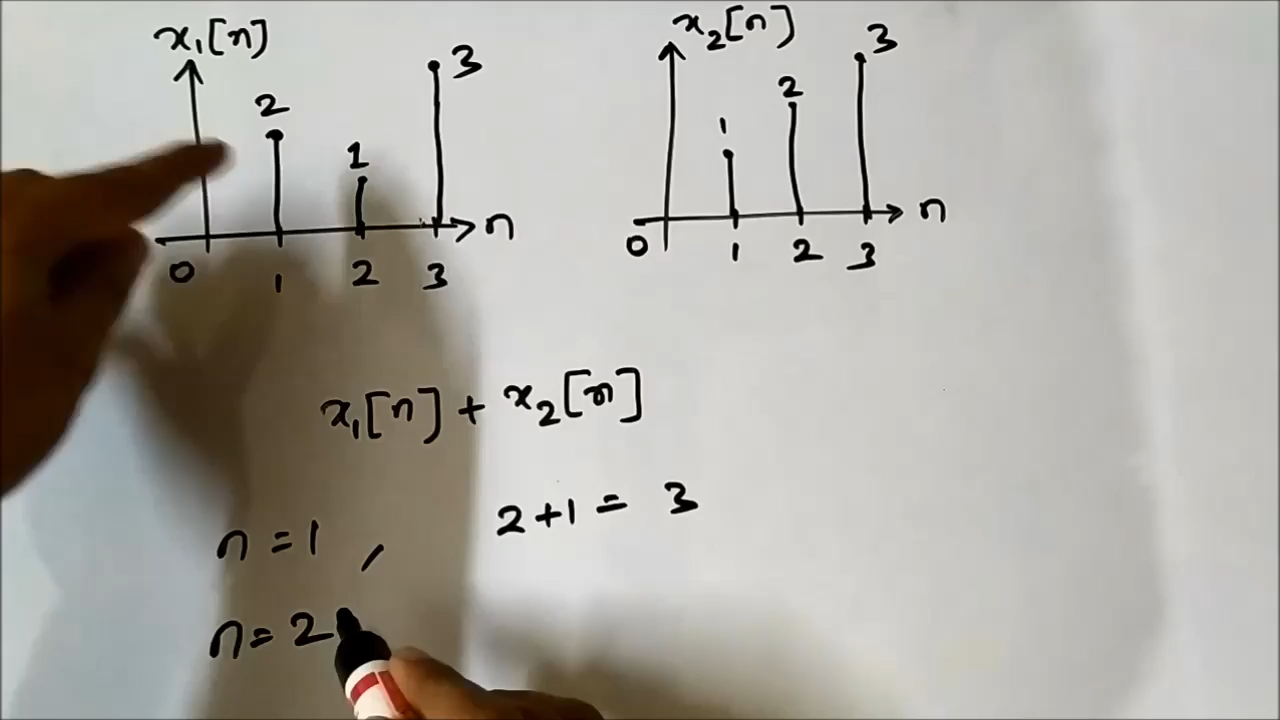 x₁[n]
2
1
3
n
0 1 2 3
x₂[n]
1
2
3
n
0 1 2 3
x₁[n] + x₂[n]
n = 1 , 2 + 1 = 3
n = 2